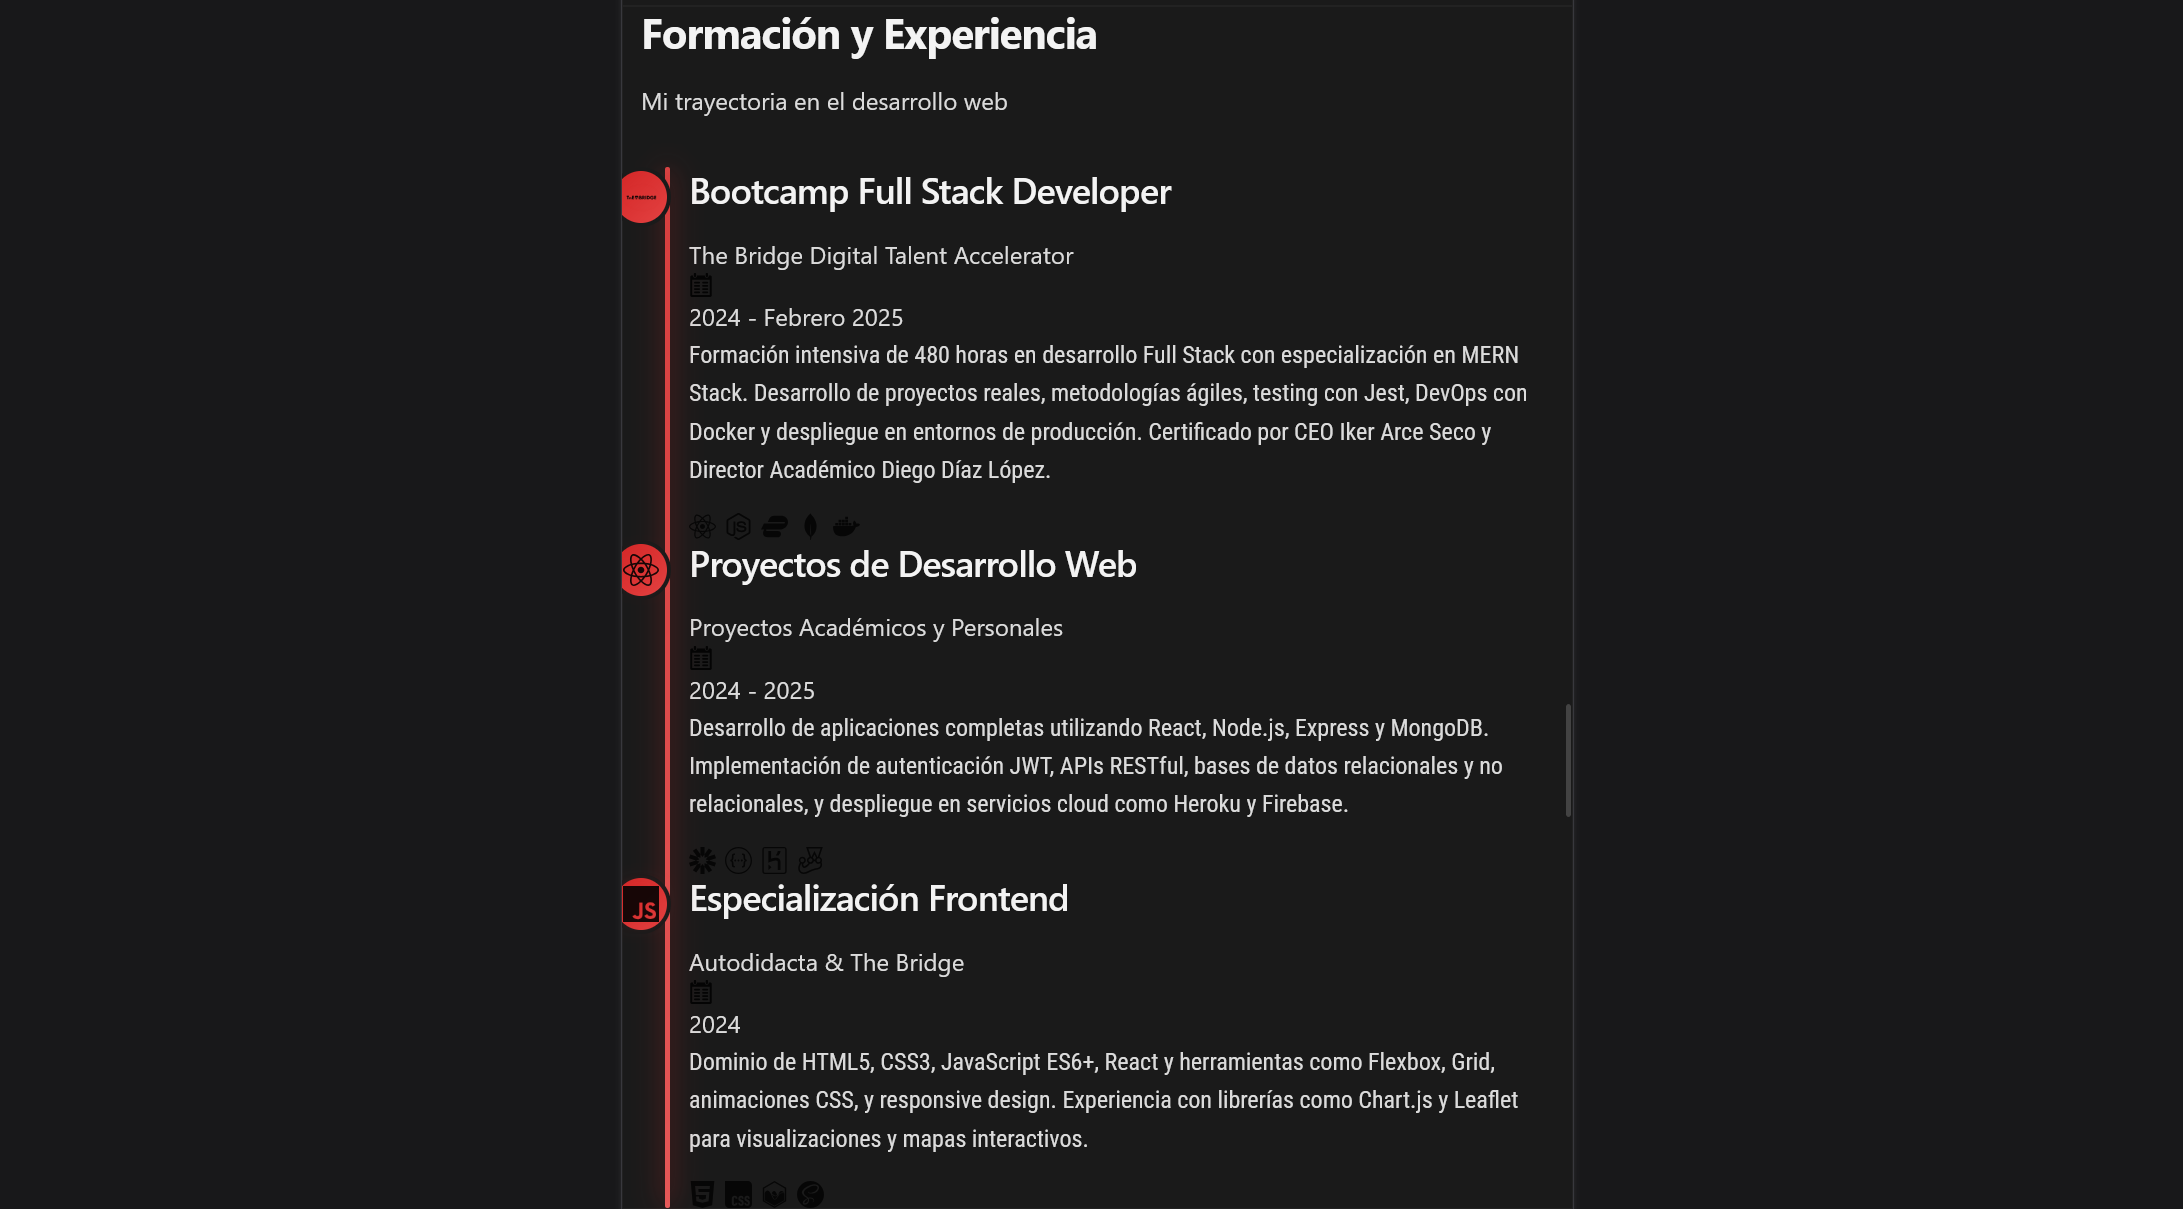 Formación y Experiencia
Mi trayectoria en el desarrollo web
Bootcamp Full Stack Developer
The Bridge Digital Talent Accelerator
2024 - Febrero 2025
Formación intensiva de 480 horas en desarrollo Full Stack con especialización en MERN
Stack. Desarrollo de proyectos reales, metodologías ágiles, testing con Jest, DevOps con
Docker y despliegue en entornos de producción. Certificado por CEO Iker Arce Seco y
Director Académico Diego Díaz López.
JS
Proyectos de Desarrollo Web
Proyectos Académicos y Personales
2024 - 2025
Desarrollo de aplicaciones completas utilizando React, Node.js, Express y MongoDB.
Implementación de autenticación JWT, APIs RESTful, bases de datos relacionales y no
relacionales, y despliegue en servicios cloud como Heroku y Firebase.
JS
Especialización Frontend
Autodidacta & The Bridge
2024
Dominio de HTML5, CSS3, JavaScript ES6+, React y herramientas como Flexbox, Grid,
animaciones CSS, y responsive design. Experiencia con librerías como Chart.js y Leaflet
para visualizaciones y mapas interactivos.
5 CSS